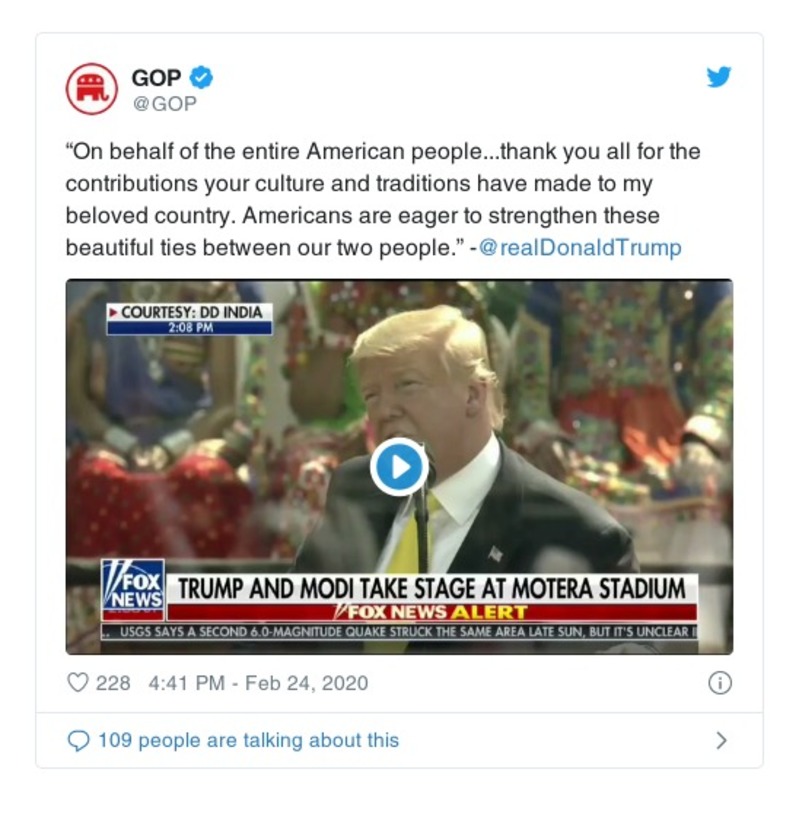 GOP
@GOP
“On behalf of the entire American people...thank you all for the
contributions your culture and traditions have made to my
beloved country. Americans are eager to strengthen these
beautiful ties between our two people.” -@realDonaldTrump
COURTESY: DD INDIA
2:08 PM
FOX
NEWS
TRUMP AND MODI TAKE STAGE AT MOTERA STADIUM
FOX NEWS ALERT
USGS SAYS A SECOND 6.0-MAGNITUDE QUAKE STRUCK THE SAME AREA LATE SUN, BUT IT'S UNCLEAR
228 4:41 PM - Feb 24, 2020
109 people are talking about this